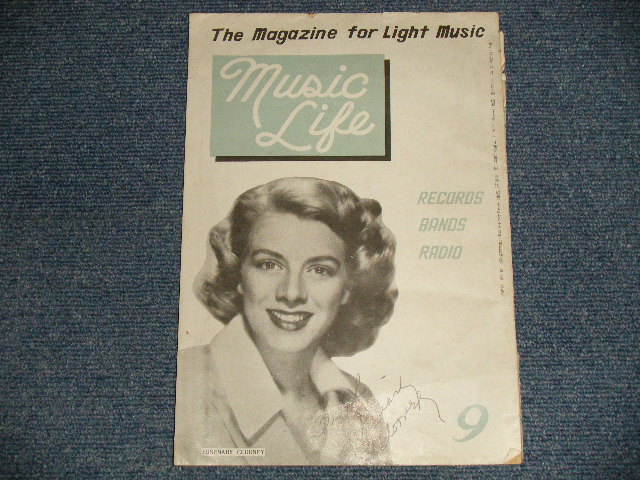 The Magazine for Light Music
Music
Life
RECORDS
BANDS
RADIO
9
ROSEMARY CLOONEY